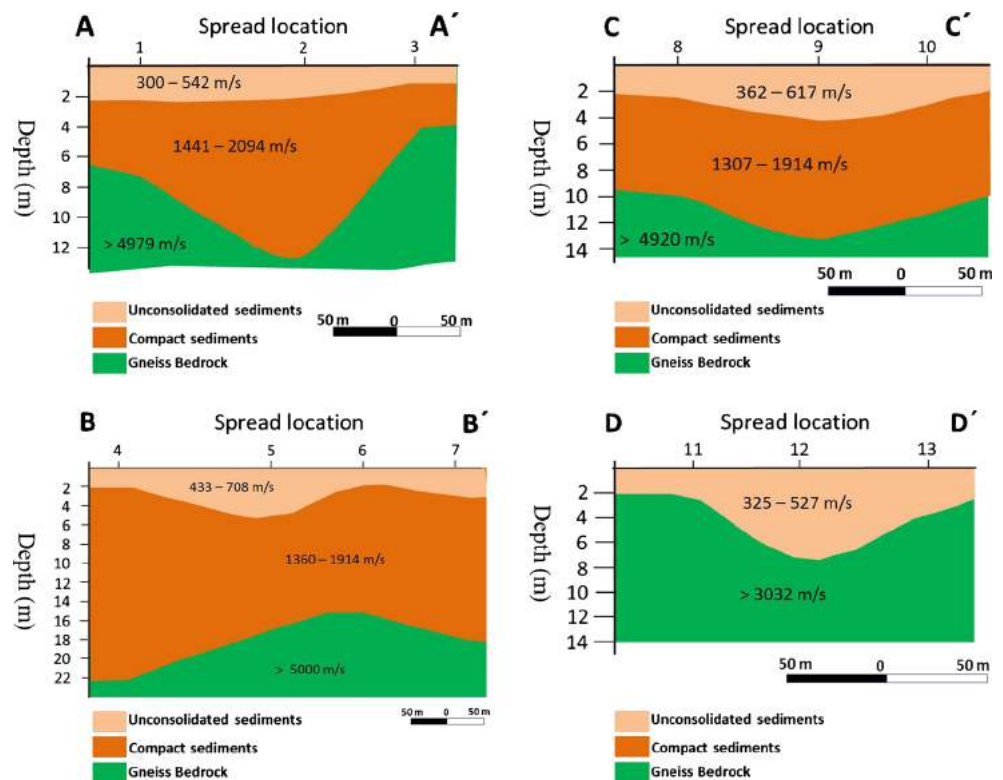 A Spread location A´
1 2 3
300 – 542 m/s
1441 – 2094 m/s
> 4979 m/s
Depth (m)
2
4
6
8
10
12
Unconsolidated sediments
Compact sediments
Gneiss Bedrock
50 m 0 50 m
C Spread location C´
8 9 10
362 – 617 m/s
1307 – 1914 m/s
> 4920 m/s
Depth (m)
2
4
6
8
10
12
14
50 m 0 50 m
Unconsolidated sediments
Compact sediments
Gneiss Bedrock
B Spread location B´
4 5 6 7
433 – 708 m/s
1360 – 1914 m/s
> 5000 m/s
Depth (m)
2
4
6
8
10
12
14
16
18
20
22
Unconsolidated sediments
Compact sediments
Gneiss Bedrock
50 m 0 50 m
D Spread location D´
11 12 13
325 – 527 m/s
> 3032 m/s
Depth (m)
2
4
6
8
10
12
14
50 m 0 50 m
Unconsolidated sediments
Compact sediments
Gneiss Bedrock